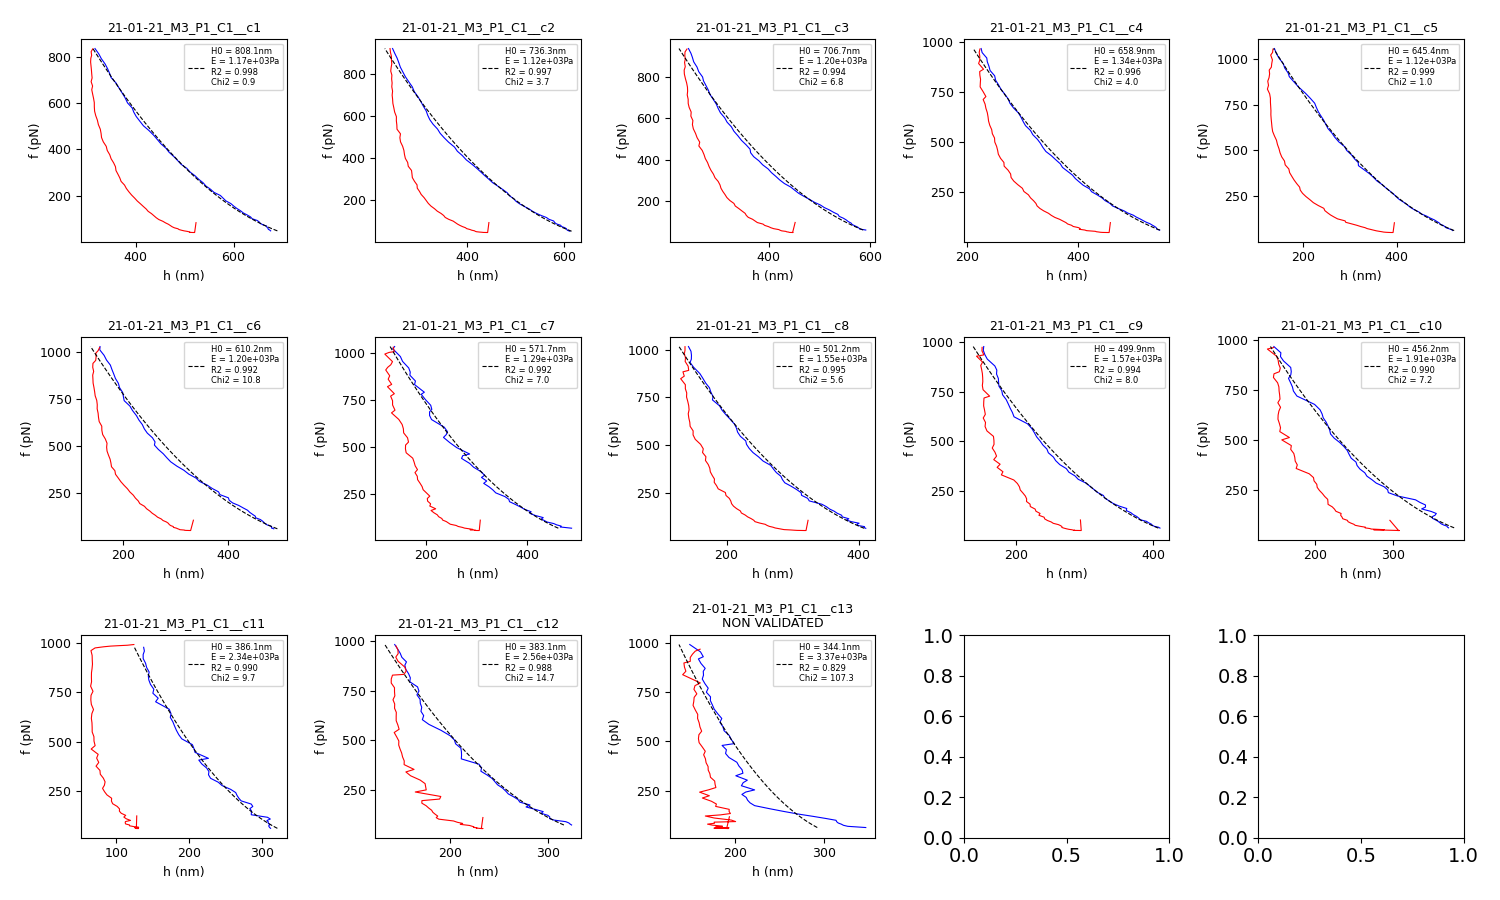 21-01-21_M3_P1_C1__c1
H0 = 808.1nm
E = 1.17e+03Pa
R2 = 0.998
Chi2 = 0.9
800
600
400
200
f (pN)
400 600
h (nm)
21-01-21_M3_P1_C1__c2
H0 = 736.3nm
E = 1.12e+03Pa
R2 = 0.997
Chi2 = 3.7
800
600
400
200
f (pN)
400 600
h (nm)
21-01-21_M3_P1_C1__c3
H0 = 706.7nm
E = 1.20e+03Pa
R2 = 0.994
Chi2 = 6.8
800
600
400
200
f (pN)
400 600
h (nm)
21-01-21_M3_P1_C1__c4
H0 = 658.9nm
E = 1.34e+03Pa
R2 = 0.996
Chi2 = 4.0
1000
750
500
250
f (pN)
200 400
h (nm)
21-01-21_M3_P1_C1__c5
H0 = 645.4nm
E = 1.12e+03Pa
R2 = 0.999
Chi2 = 1.0
1000
750
500
250
f (pN)
200 400
h (nm)
21-01-21_M3_P1_C1__c6
H0 = 610.2nm
E = 1.20e+03Pa
R2 = 0.992
Chi2 = 10.8
1000
750
500
250
f (pN)
200 400
h (nm)
21-01-21_M3_P1_C1__c7
H0 = 571.7nm
E = 1.29e+03Pa
R2 = 0.992
Chi2 = 7.0
1000
750
500
250
f (pN)
200 400
h (nm)
21-01-21_M3_P1_C1__c8
H0 = 501.2nm
E = 1.55e+03Pa
R2 = 0.995
Chi2 = 5.6
1000
750
500
250
f (pN)
200 400
h (nm)
21-01-21_M3_P1_C1__c9
H0 = 499.9nm
E = 1.57e+03Pa
R2 = 0.994
Chi2 = 8.0
1000
750
500
250
f (pN)
200 400
h (nm)
21-01-21_M3_P1_C1__c10
H0 = 456.2nm
E = 1.91e+03Pa
R2 = 0.990
Chi2 = 7.2
1000
750
500
250
f (pN)
200 300
h (nm)
21-01-21_M3_P1_C1__c11
H0 = 386.1nm
E = 2.34e+03Pa
R2 = 0.990
Chi2 = 9.7
1000
750
500
250
f (pN)
100 200 300
h (nm)
21-01-21_M3_P1_C1__c12
H0 = 383.1nm
E = 2.56e+03Pa
R2 = 0.988
Chi2 = 14.7
1000
750
500
250
f (pN)
200 300
h (nm)
21-01-21_M3_P1_C1__c13
NON VALIDATED
H0 = 344.1nm
E = 3.37e+03Pa
R2 = 0.829
Chi2 = 107.3
1000
750
500
250
f (pN)
200 300
h (nm)
1.0
0.8
0.6
0.4
0.2
0.0
0.0 0.5 1.0
1.0
0.8
0.6
0.4
0.2
0.0
0.0 0.5 1.0